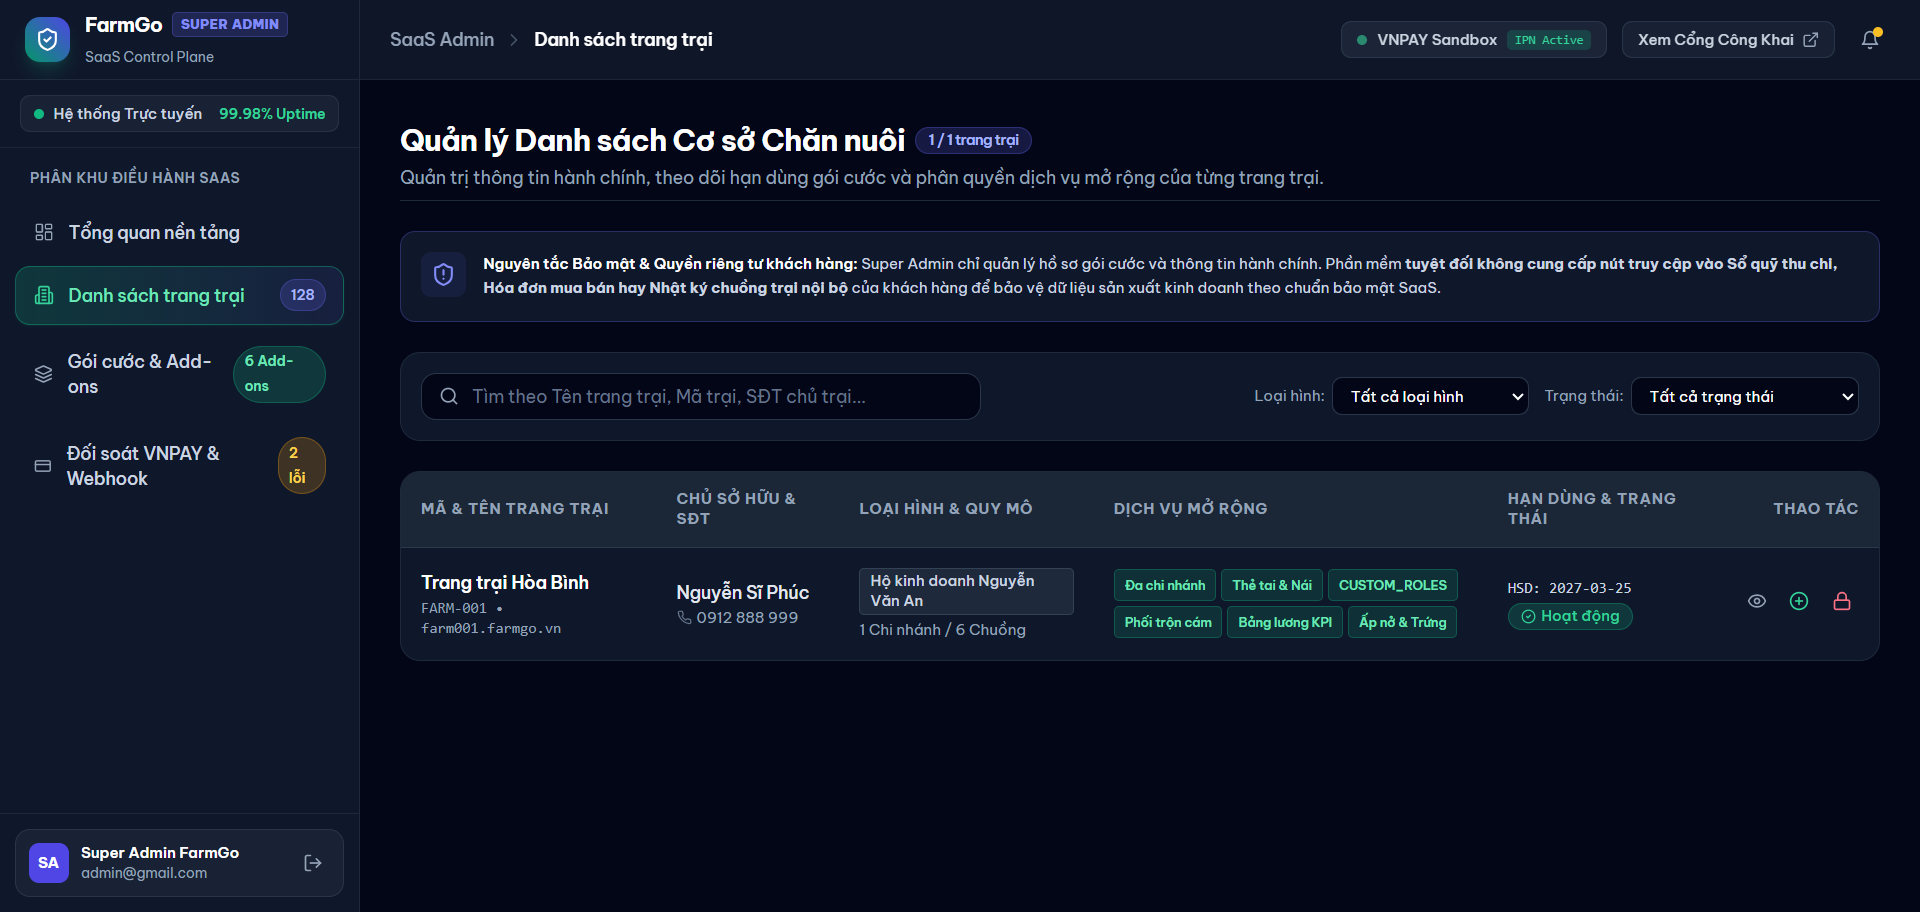 FarmGo
SUPER ADMIN
SaaS Control Plane
Hệ thống Trực tuyến
99.98% Uptime
PHÂN KHU ĐIỀU HÀNH SAAS
Tổng quan nền tảng
Danh sách trang trại
128
Gói cước & Add-
ons
6 Add-
ons
Đối soát VNPAY &
Webhook
2
lỗi
SA
Super Admin FarmGo
admin@gmail.com
SaaS Admin
Danh sách trang trại
VNPAY Sandbox
IPN Active
Xem Cổng Công Khai
Quản lý Danh sách Cơ sở Chăn nuôi
1 / 1 trang trại
Quản trị thông tin hành chính, theo dõi hạn dùng gói cước và phân quyền dịch vụ mở rộng của từng trang trại.
Nguyên tắc Bảo mật & Quyền riêng tư khách hàng: Super Admin chỉ quản lý hồ sơ gói cước và thông tin hành chính. Phần mềm tuyệt đối không cung cấp nút truy cập vào Sổ quỹ thu chi,
Hóa đơn mua bán hay Nhật ký chuồng trại nội bộ của khách hàng để bảo vệ dữ liệu sản xuất kinh doanh theo chuẩn bảo mật SaaS.
Tìm theo Tên trang trại, Mã trại, SĐT chủ trại...
Loại hình:
Tất cả loại hình
Trạng thái:
Tất cả trạng thái
MÃ & TÊN TRANG TRẠI
CHỦ SỞ HỮU &
SĐT
LOẠI HÌNH & QUY MÔ
DỊCH VỤ MỞ RỘNG
HẠN DÙNG & TRẠNG
THÁI
THAO TÁC
Trang trại Hòa Bình
FARM-001 •
farm001.farmgo.vn
Nguyễn Sĩ Phúc
0912 888 999
Hộ kinh doanh Nguyễn
Văn An
1 Chi nhánh / 6 Chuồng
Đa chi nhánh
Thẻ tai & Nái
CUSTOM_ROLES
Phối trộn cám
Bảng lương KPI
Ấp nở & Trứng
HSD: 2027-03-25
Hoạt động